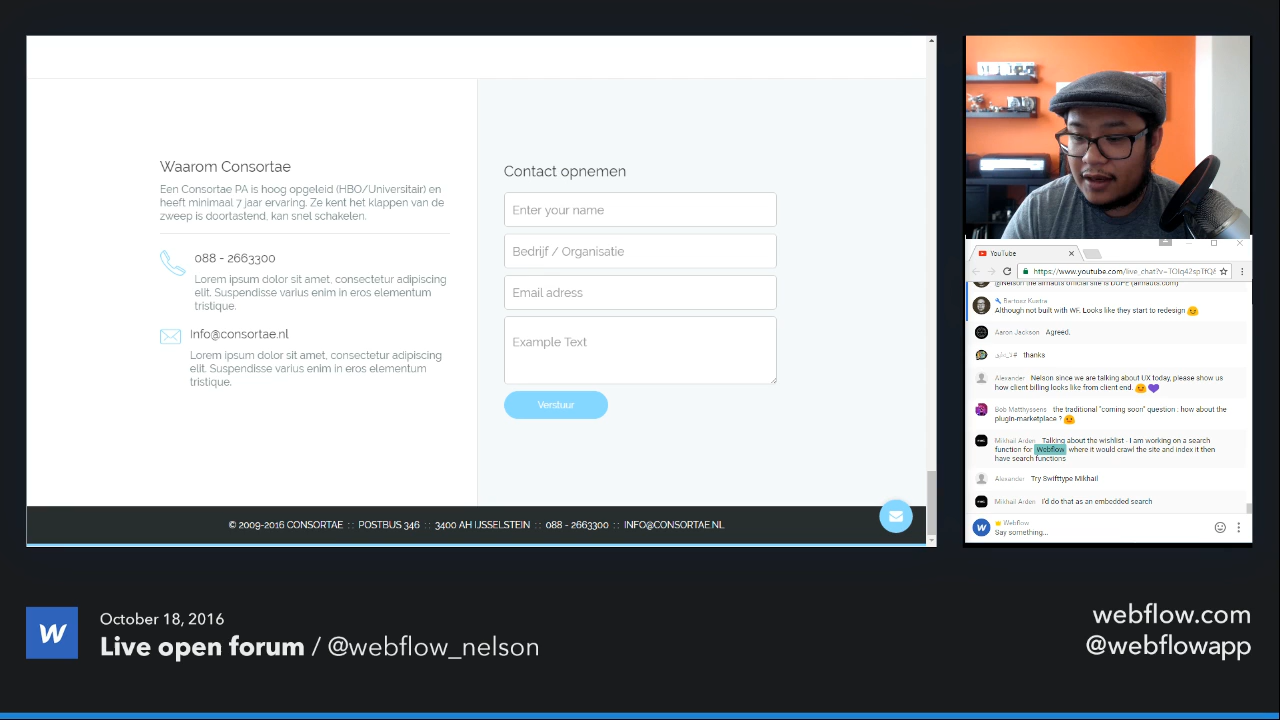 Waarom Consortae
Een Consortae PA is hoog opgeleid (HBO/Universitair) en
heeft minimaal 7 jaar ervaring. Ze kent het klappen van de
zweep is doortastend, kan snel schakelen.
088 - 2663300
Lorem ipsum dolor sit amet, consectetur adipiscing
elit. Suspendisse varius enim in eros elementum
tristique.
Info@consortae.nl
Lorem ipsum dolor sit amet, consectetur adipiscing
elit. Suspendisse varius enim in eros elementum
tristique.
Contact opnemen
Enter your name
Bedrijf / Organisatie
Email adress
Example Text
Verstuur
© 2009-2016 CONSORTAE :: POSTBUS 346 :: 3400 AH IJSSELSTEIN :: 088 - 2663300 :: INFO@CONSORTAE.NL
YouTube
Bartosz
Although not built with WF. Looks like they start to redesign
Aaron Jackson Agreed.
thanks
Alexander Nelson since we are talking about UX today, please show us
how client billing looks like from client end.
Bob Matthyssens the traditional "coming soon" question : how about the
plugin-marketplace ?
Mikhail Arden Talking about the wishlist - I am working on a search
function for Webflow where it would crawl the site and index it then
have search functions
Alexander Try Swifttype Mikhail
Mikhail Arden I'd do that as an embedded search
Webflow
Say something...
W
October 18, 2016
Live open forum / @webflow_nelson
webflow.com
@webflowapp